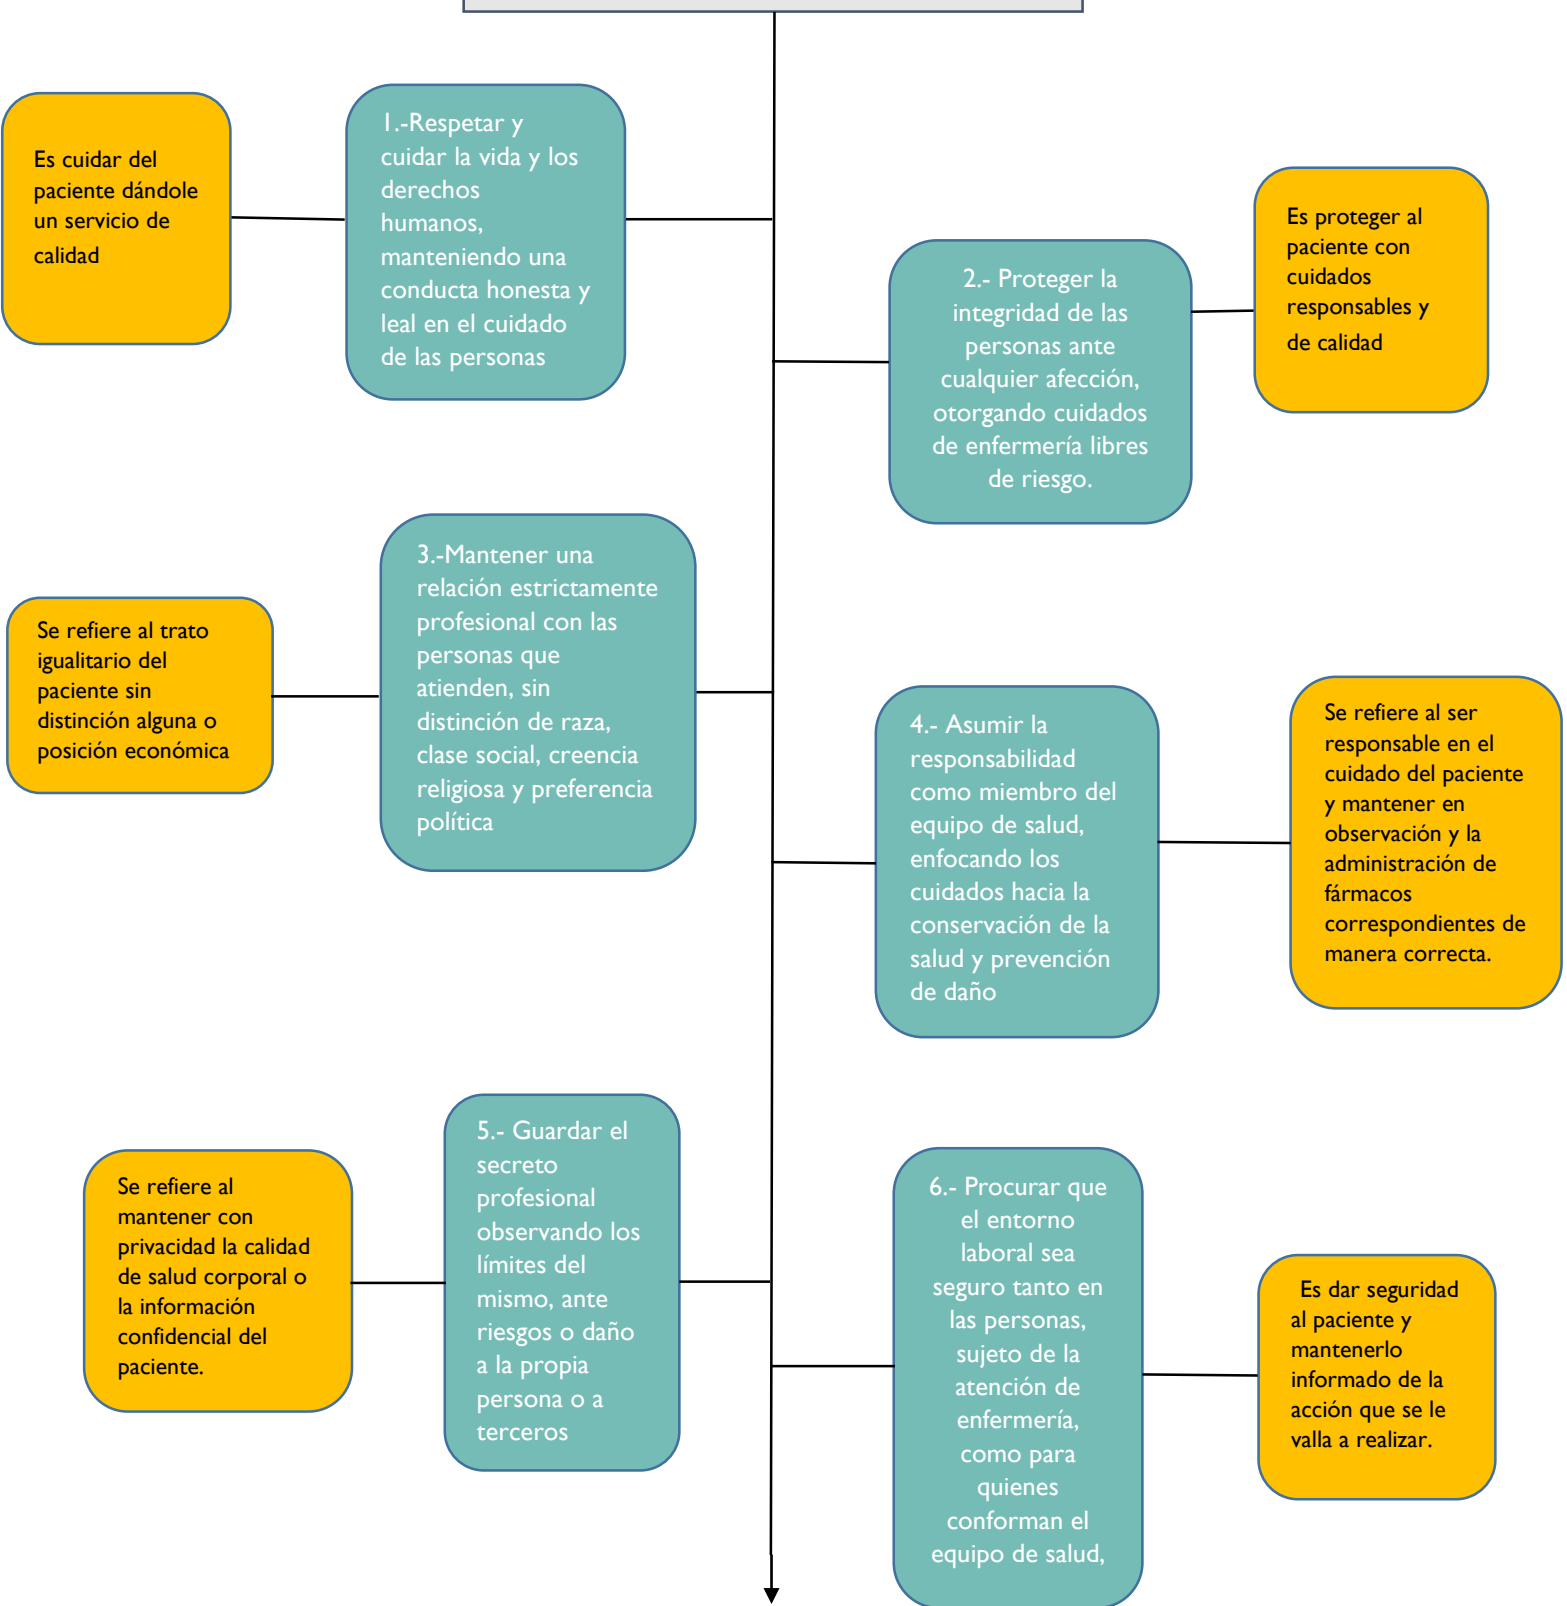 Es cuidar del
paciente dándole
un servicio de
calidad
1.-Respetar y
cuidar la vida y los
derechos
humanos,
manteniendo una
conducta honesta y
leal en el cuidado
de las personas
2.- Proteger la
integridad de las
personas ante
cualquier afección,
otorgando cuidados
de enfermería libres
de riesgo.
Es proteger al
paciente con
cuidados
responsables y
de calidad
Se refiere al trato
igualitario del
paciente sin
distinción alguna o
posición económica
3.-Mantener una
relación estrictamente
profesional con las
personas que
atienden, sin
distinción de raza,
clase social, creencia
religiosa y preferencia
política
4.- Asumir la
responsabilidad
como miembro del
equipo de salud,
enfocando los
cuidados hacia la
conservación de la
salud y prevención
de daño
Se refiere al ser
responsable en el
cuidado del paciente
y mantener en
observación y la
administración de
fármacos
correspondientes de
manera correcta.
Se refiere al
mantener con
privacidad la calidad
de salud corporal o
la información
confidencial del
paciente.
5.- Guardar el
secreto
profesional
observando los
límites del
mismo, ante
riesgos o daño
a la propia
persona o a
terceros
6.- Procurar que
el entorno
laboral sea
seguro tanto en
las personas,
sujeto de la
atención de
enfermería,
como para
quienes
conforman el
equipo de salud,
Es dar seguridad
al paciente y
mantenerlo
informado de la
acción que se le
valla a realizar.